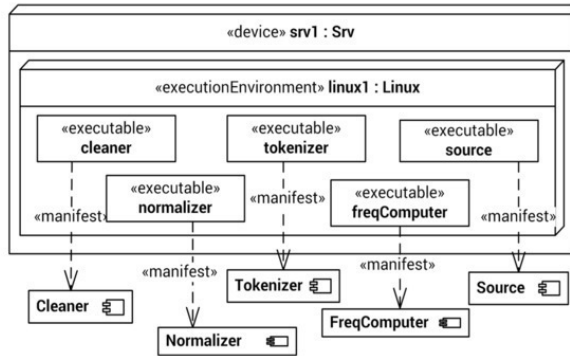 «device» srv1 : Srv
«executionEnvironment» linux1 : Linux
«executable»
cleaner
«executable»
tokenizer
«executable»
source
«executable»
normalizer
«executable»
freqComputer
«manifest»
«manifest»
«manifest»
«manifest»
«manifest»
Cleaner
Tokenizer
Source
Normalizer
FreqComputer